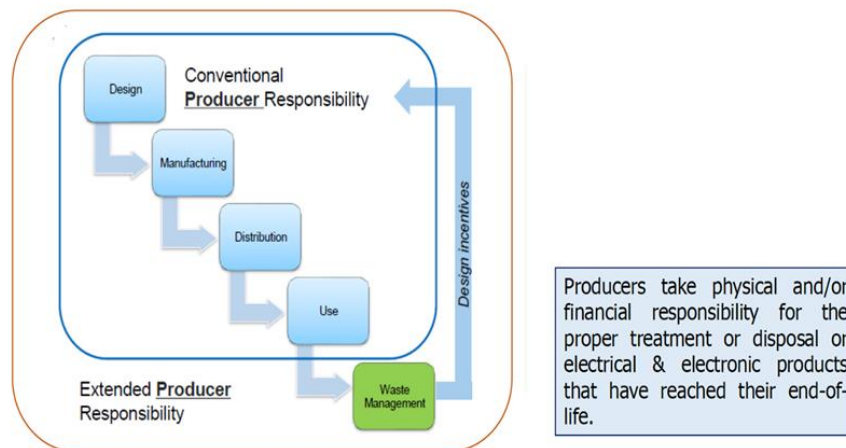 Design
Conventional
Producer Responsibility
Manufacturing
Distribution
Use
Design incentives
Extended Producer
Responsibility
Waste
Management
Producers take physical and/or
financial responsibility for the
proper treatment or disposal or
electrical & electronic products
that have reached their end-of-
life.